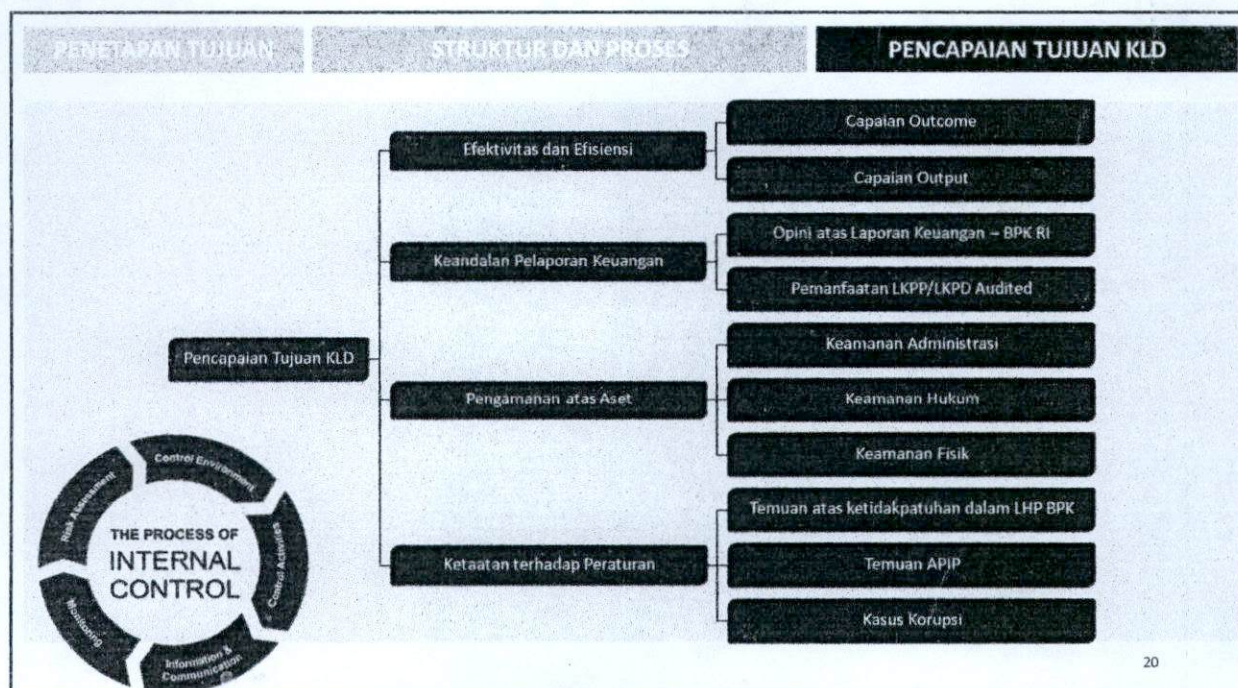 PENETAPAN TUJUAN
STRUKTUR DAN PROSES
PENCAPAIAN TUJUAN KLD
Pencapaian Tujuan KLD
Efektivitas dan Efisiensi
Capaian Outcome
Capaian Output
Keandalan Pelaporan Keuangan
Opini atas Laporan Keuangan – BPK RI
Pemanfaatan LKPP/LKPD Audited
Pengamanan atas Aset
Keamanan Administrasi
Keamanan Hukum
Keamanan Fisik
Ketaatan terhadap Peraturan
Temuan atas ketidakpatuhan dalam LHP BPK
Temuan APIP
Kasus Korupsi
THE PROCESS OF
INTERNAL
CONTROL
Control Environment
Control Activities
Information &
Communication
Monitoring
Risk Assessment
20